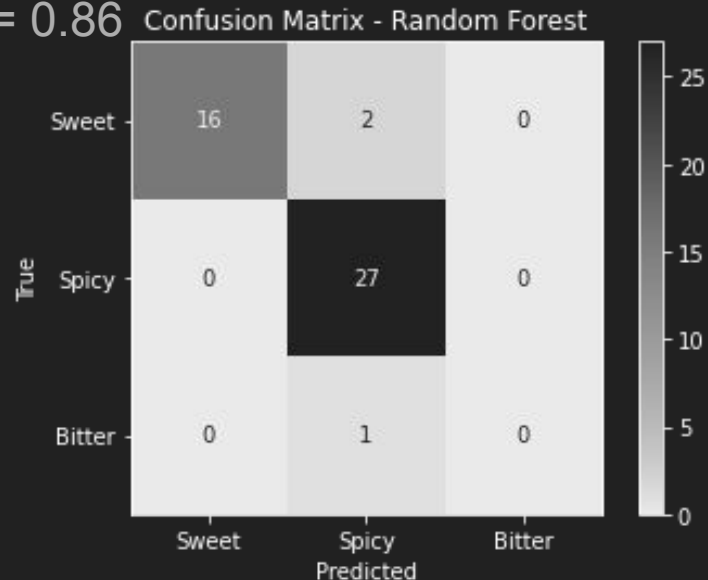 = 0.86
Confusion Matrix - Random Forest
Sweet 16 2 0
Spicy 0 27 0
Bitter 0 1 0
Sweet Spicy Bitter
Predicted
True
25
20
15
10
5
0